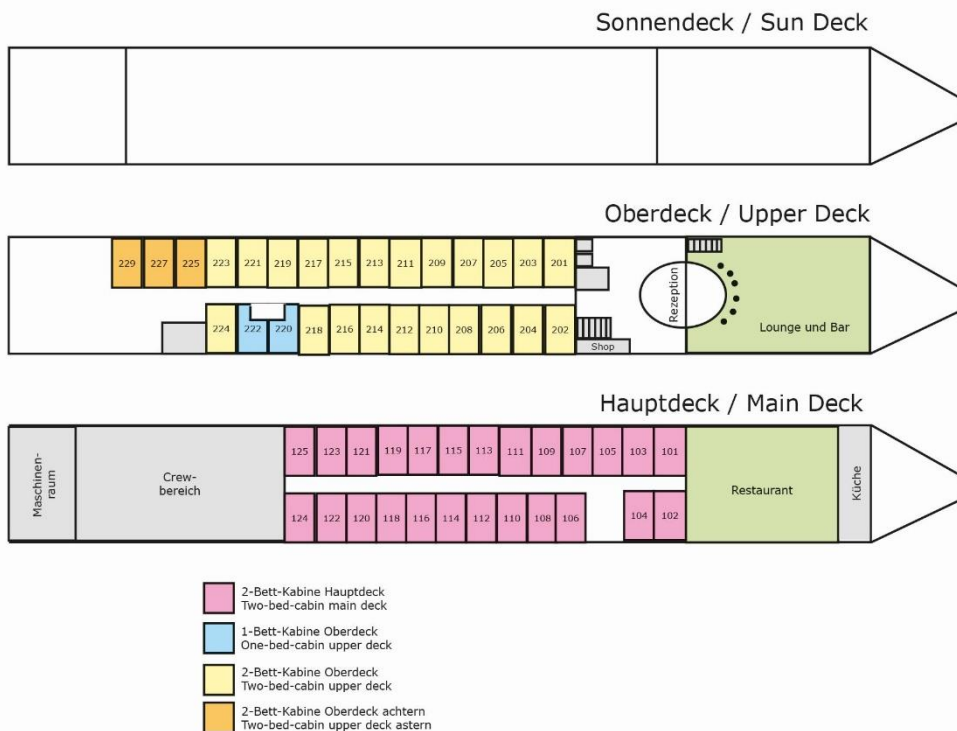 Sonnendeck / Sun Deck
Oberdeck / Upper Deck
229 227 225 223 221 219 217 215 213 211 209 207 205 203 201
224 222 220 218 216 214 212 210 208 206 204 202
Shop
Rezeption
Lounge und Bar
Hauptdeck / Main Deck
Maschinen-
raum
Crew-
bereich
125 123 121 119 117 115 113 111 109 107 105 103 101
124 122 120 118 116 114 112 110 108 106 104 102
Restaurant
Küche
2-Bett-Kabine Hauptdeck
Two-bed-cabin main deck
1-Bett-Kabine Oberdeck
One-bed-cabin upper deck
2-Bett-Kabine Oberdeck
Two-bed-cabin upper deck
2-Bett-Kabine Oberdeck achtern
Two-bed-cabin upper deck astern